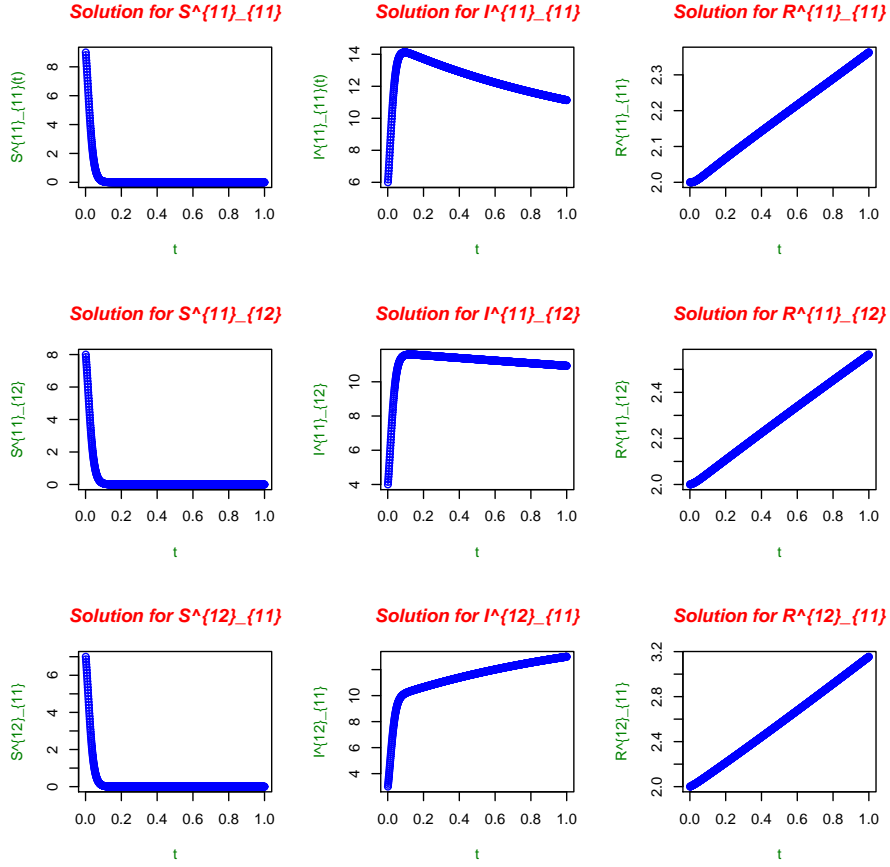 Solution for S^{11}_{11}
S^{11}_{11}(t)
0 2 4 6 8
0.0 0.2 0.4 0.6 0.8 1.0
t
Solution for I^{11}_{11}
I^{11}_{11}(t)
6 8 10 12 14
0.0 0.2 0.4 0.6 0.8 1.0
t
Solution for R^{11}_{11}
R^{11}_{11}
2.0 2.1 2.2 2.3
0.0 0.2 0.4 0.6 0.8 1.0
t
Solution for S^{11}_{12}
S^{11}_{12}
0 2 4 6 8
0.0 0.2 0.4 0.6 0.8 1.0
t
Solution for I^{11}_{12}
I^{11}_{12}
4 6 8 10
0.0 0.2 0.4 0.6 0.8 1.0
t
Solution for R^{11}_{12}
R^{11}_{12}
2.0 2.2 2.4
0.0 0.2 0.4 0.6 0.8 1.0
t
Solution for S^{12}_{11}
S^{12}_{11}
0 2 4 6
0.0 0.2 0.4 0.6 0.8 1.0
t
Solution for I^{12}_{11}
I^{12}_{11}
4 6 8 10
0.0 0.2 0.4 0.6 0.8 1.0
t
Solution for R^{12}_{11}
R^{12}_{11}
2.0 2.4 2.8 3.2
0.0 0.2 0.4 0.6 0.8 1.0
t